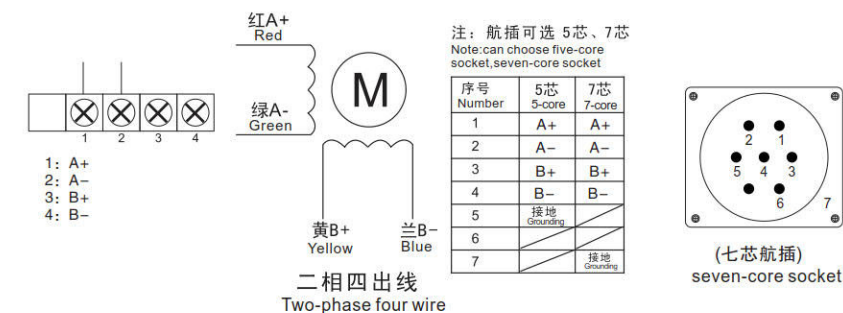 1 2 3 4
1: A+
2: A−
3: B+
4: B−
红A+
Red
绿A-
Green
M
黄B+
Yellow
兰B−
Blue
二相四出线
Two-phase four wire
注: 航插可选 5芯、7芯
Note:can choose five-core
socket,seven-core socket
序号 5芯 7芯
Number 5-core 7-core
1 A+ A+
2 A− A−
3 B+ B+
4 B− B−
5 接地
Grounding
6
7 接地
Grounding
2 1
5 4 3
6 7
(七芯航插)
seven-core socket